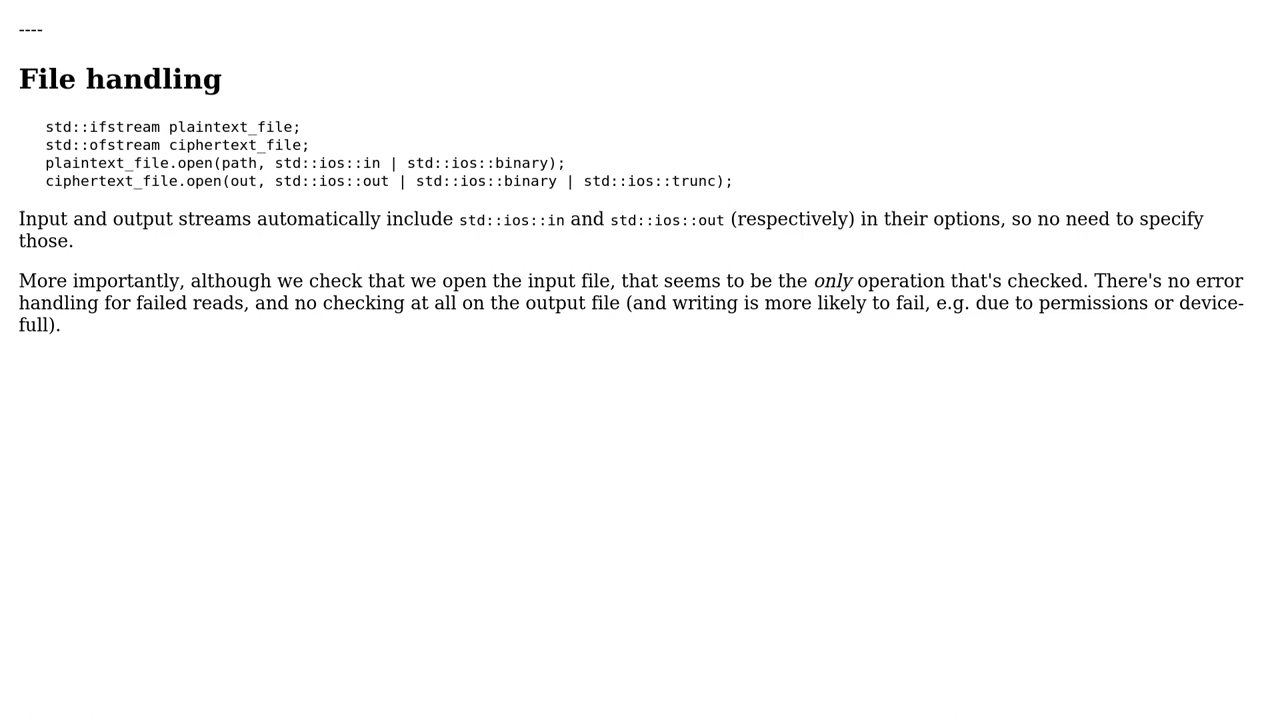 ----
File handling
std::ifstream plaintext_file;
std::ofstream ciphertext_file;
plaintext_file.open(path, std::ios::in | std::ios::binary);
ciphertext_file.open(out, std::ios::out | std::ios::binary | std::ios::trunc);
Input and output streams automatically include std::ios::in and std::ios::out (respectively) in their options, so no need to specify
those.
More importantly, although we check that we open the input file, that seems to be the only operation that's checked. There's no error
handling for failed reads, and no checking at all on the output file (and writing is more likely to fail, e.g. due to permissions or device-
full).